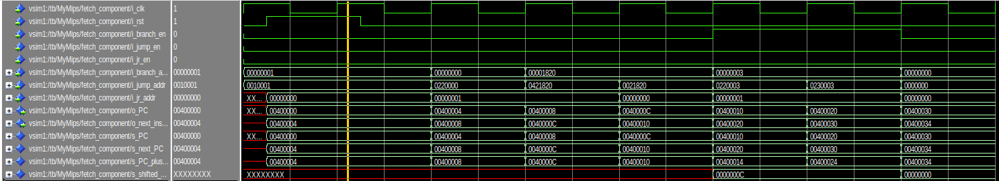 vsim1:/tb/MyMips/fetch_component/i_clk 1
vsim1:/tb/MyMips/fetch_component/i_rst 1
vsim1:/tb/MyMips/fetch_component/i_branch_en 0
vsim1:/tb/MyMips/fetch_component/i_jump_en 0
vsim1:/tb/MyMips/fetch_component/i_jr_en 0
vsim1:/tb/MyMips/fetch_component/i_branch_a... 00000001 00000001 00000000 00001820 00000003 00000000
vsim1:/tb/MyMips/fetch_component/i_jump_addr 0010001 0010001 0220000 0421820 0021820 0220003 0230003 0000000
vsim1:/tb/MyMips/fetch_component/i_jr_addr 00000000 XX... 00000000 00000001 00000000 00000001 00000000
vsim1:/tb/MyMips/fetch_component/o_PC 00400000 XX... 00400000 00400004 00400008 0040000C 00400010 00400020 00400030
vsim1:/tb/MyMips/fetch_component/o_next_ins... 00400004 00400004 00400008 0040000C 00400010 00400020 00400030 00400034
vsim1:/tb/MyMips/fetch_component/s_PC 00400000 XX... 00400000 00400004 00400008 0040000C 00400010 00400020 00400030
vsim1:/tb/MyMips/fetch_component/s_next_PC 00400004 00400004 00400008 0040000C 00400010 00400020 00400030 00400034
vsim1:/tb/MyMips/fetch_component/s_PC_plus... 00400004 00400004 00400008 0040000C 00400010 00400014 00400024 00400034
vsim1:/tb/MyMips/fetch_component/s_shifted_... XXXXXXXX XXXXXXXX 0000000C 00000000